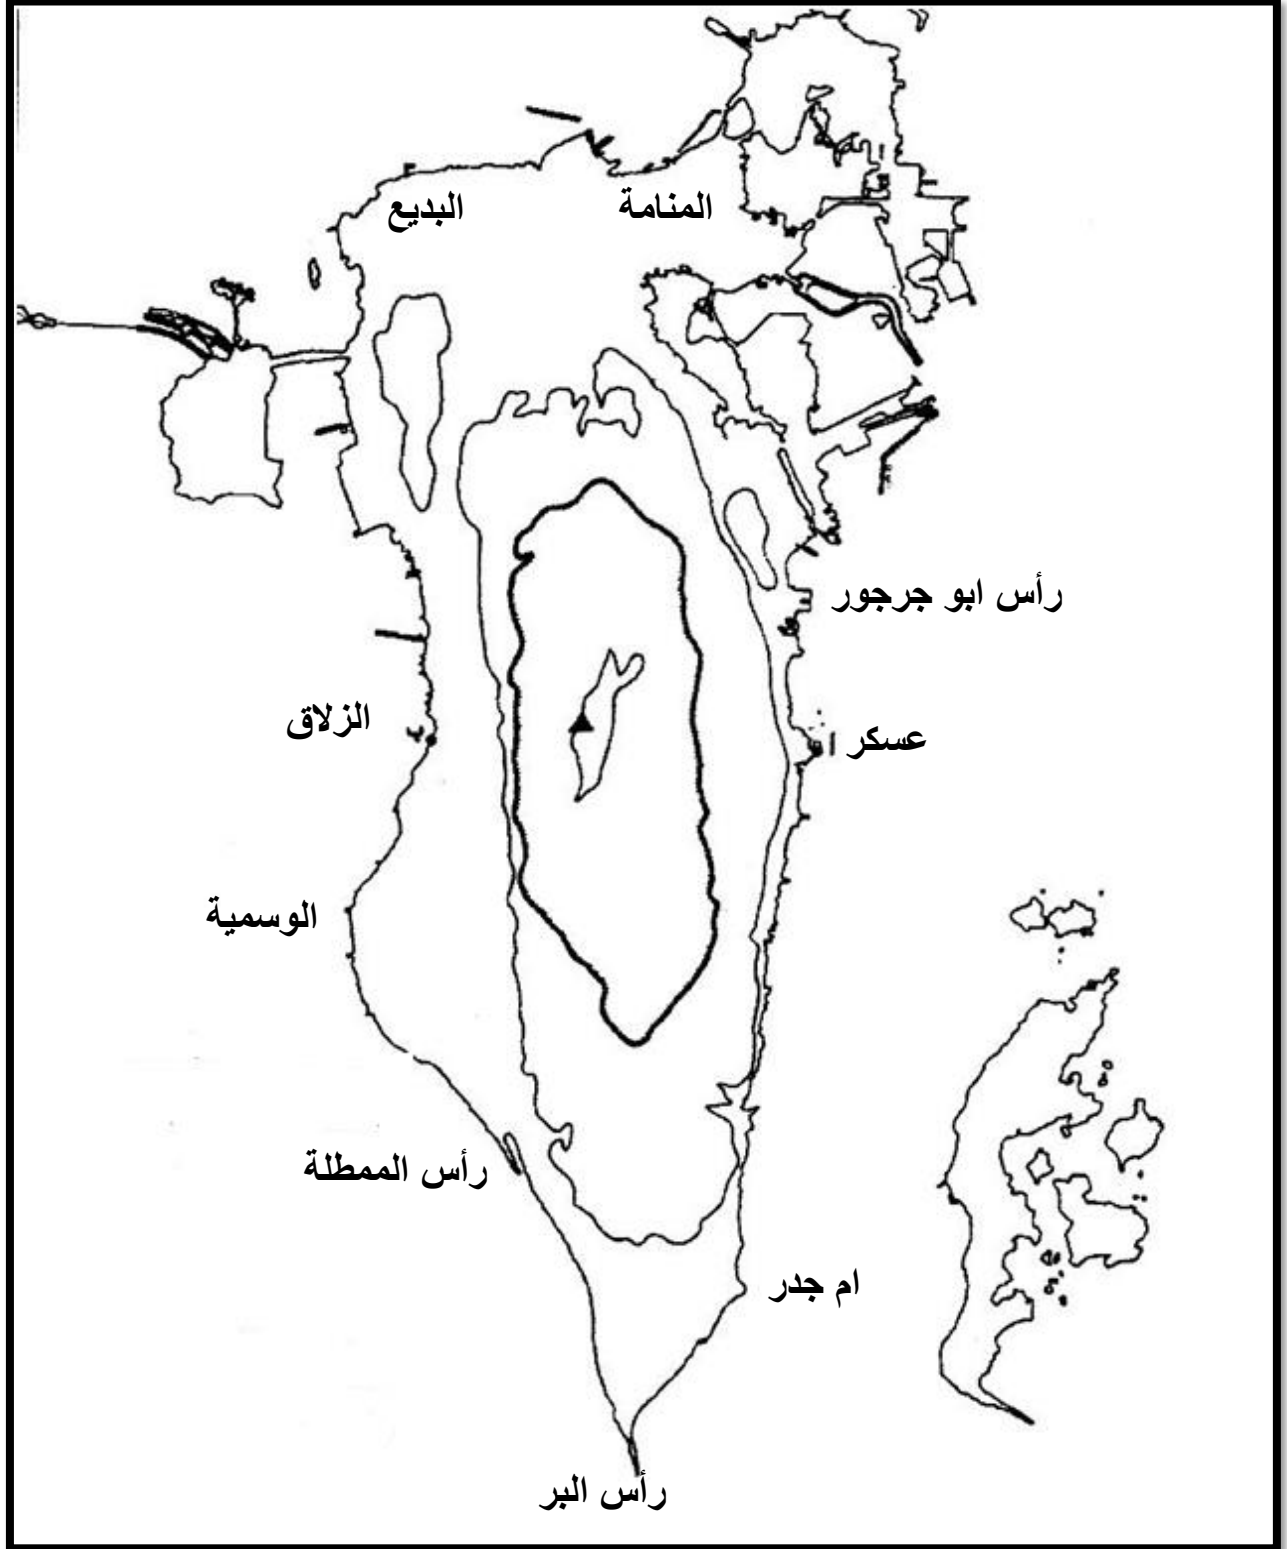 المنامة
البديع
رأس ابو جرجور
الزلاق
عسكر
الوسمية
رأس الممطلة
ام جدر
رأس البر